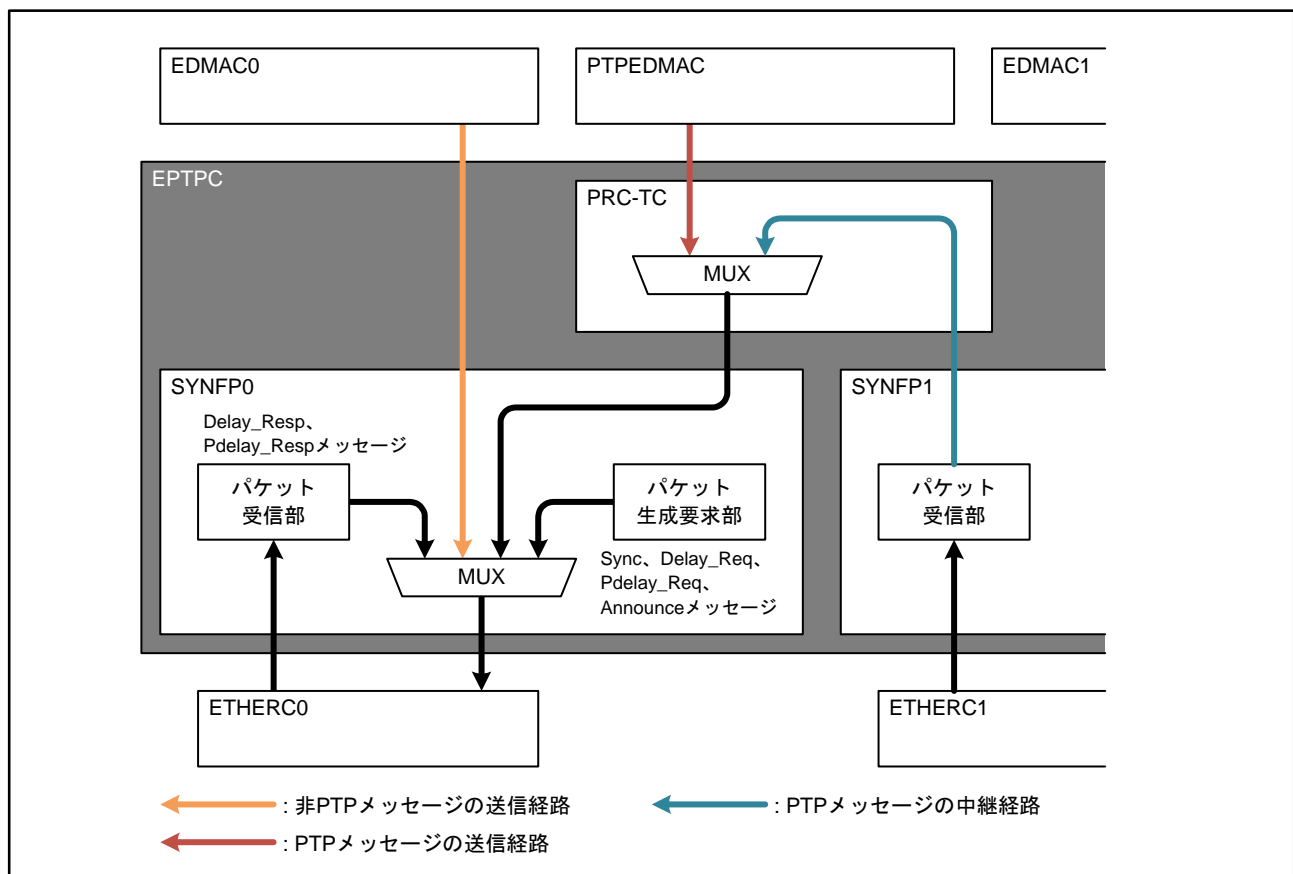 EDMAC0
PTPEDMAC
EDMAC1
EPTPC
PRC-TC
MUX
SYNFP0
SYNFP1
Delay_Resp、
Pdelay_Respメッセージ
パケット
受信部
パケット
生成要求部
パケット
受信部
MUX
Sync、Delay_Req、
Pdelay_Req、
Announceメッセージ
ETHERC0
ETHERC1
: 非PTPメッセージの送信経路
: PTPメッセージの中継経路
: PTPメッセージの送信経路